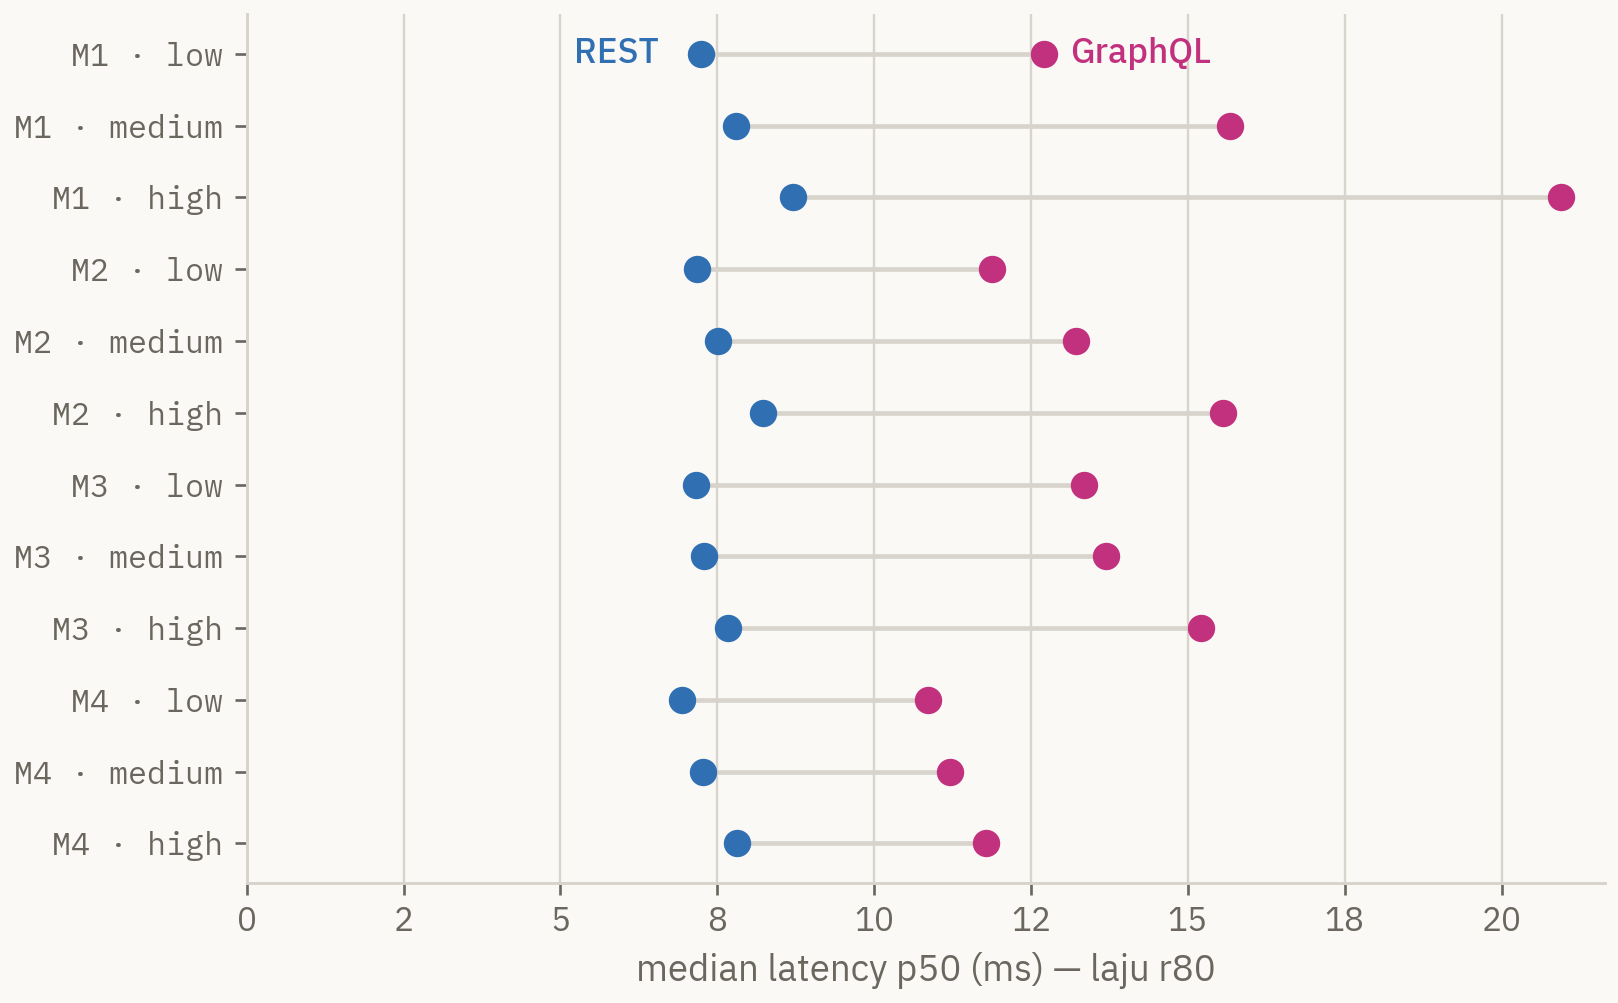 M1 · low
REST
GraphQL
M1 · medium
M1 · high
M2 · low
M2 · medium
M2 · high
M3 · low
M3 · medium
M3 · high
M4 · low
M4 · medium
M4 · high
0 2 5 8 10 12 15 18 20
median latency p50 (ms) — laju r80